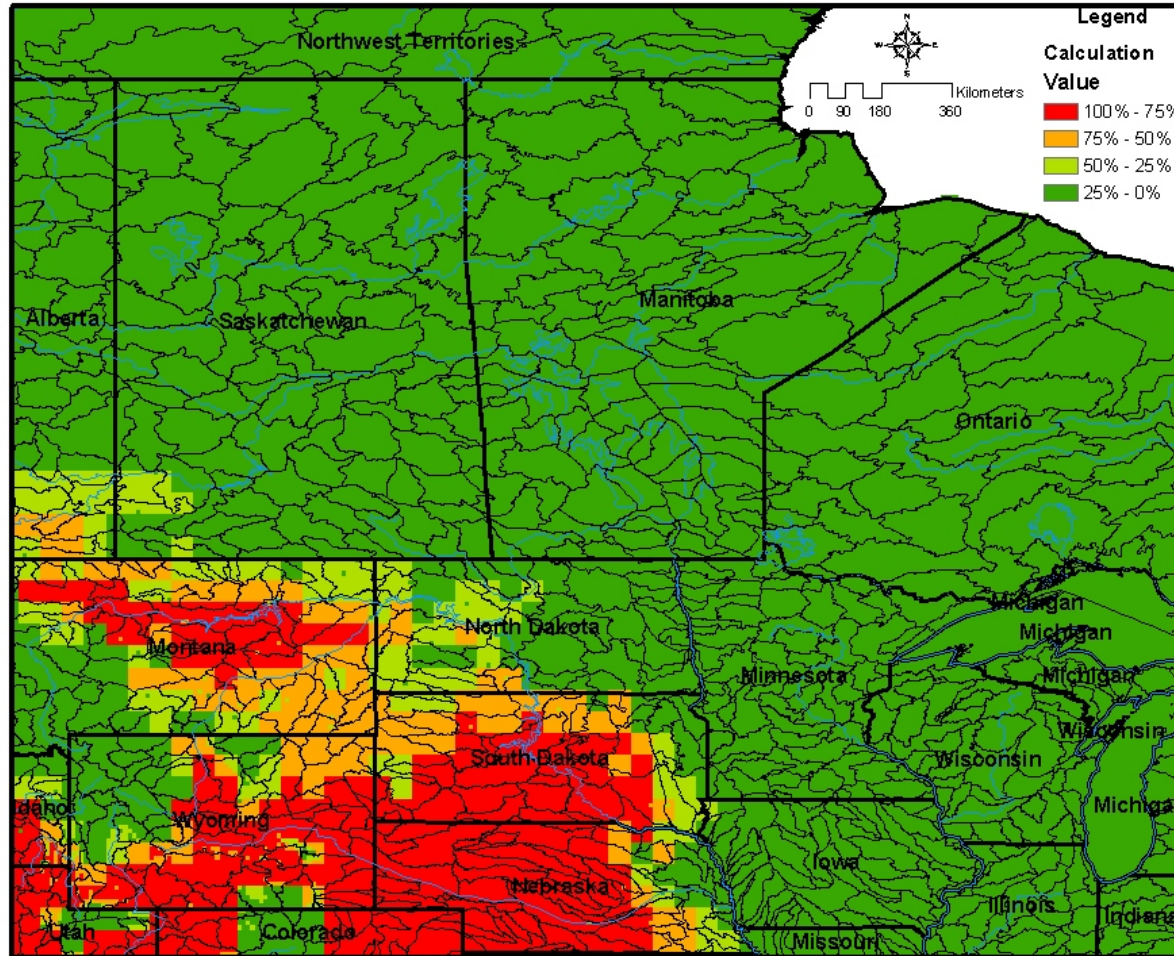 Legend
Northwest Territories
N
W E
S
Calculation
Value
Kilometers
0 90 180 360
100% - 75%
75% - 50%
50% - 25%
25% - 0%
Manitoba
Alberta
Saskatchewan
Ontario
Michigan
North Dakota
Michigan
Montana
Minnesota
Michigan
Wisconsin
South Dakota
Wisconsin
Idaho
Wyoming
Michiga
Iowa
Nebraska
Illinois
Indiana
Utah
Colorado
Missouri